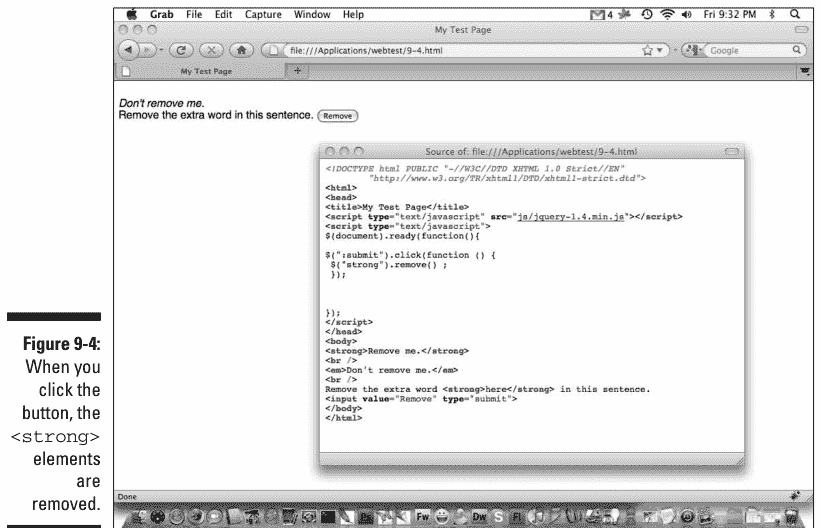 Grab File Edit Capture Window Help
4 Fri 9:32 PM
My Test Page
file:///Applications/webtest/9-4.html
Google
My Test Page
Don't remove me.
Remove the extra word in this sentence. Remove
Source of: file:///Applications/webtest/9-4.html
<!DOCTYPE html PUBLIC "-//W3C//DTD XHTML 1.0 Strict//EN"
"http://www.w3.org/TR/xhtml1/DTD/xhtml1-strict.dtd">
<html>
<head>
<title>My Test Page</title>
<script type="text/javascript" src="js/jquery-1.4.min.js"></script>
<script type="text/javascript">
$(document).ready(function(){
$(":submit").click(function () {
$("strong").remove() ;
});
});
</script>
</head>
<body>
<strong>Remove me.</strong>
<br />
<em>Don't remove me.</em>
<br />
Remove the extra word <strong>here</strong> in this sentence.
<input value="Remove" type="submit">
</body>
</html>
Figure 9-4:
When you
click the
button, the
<strong>
elements
are
removed.
Done
Fw
Dw
S
Fl